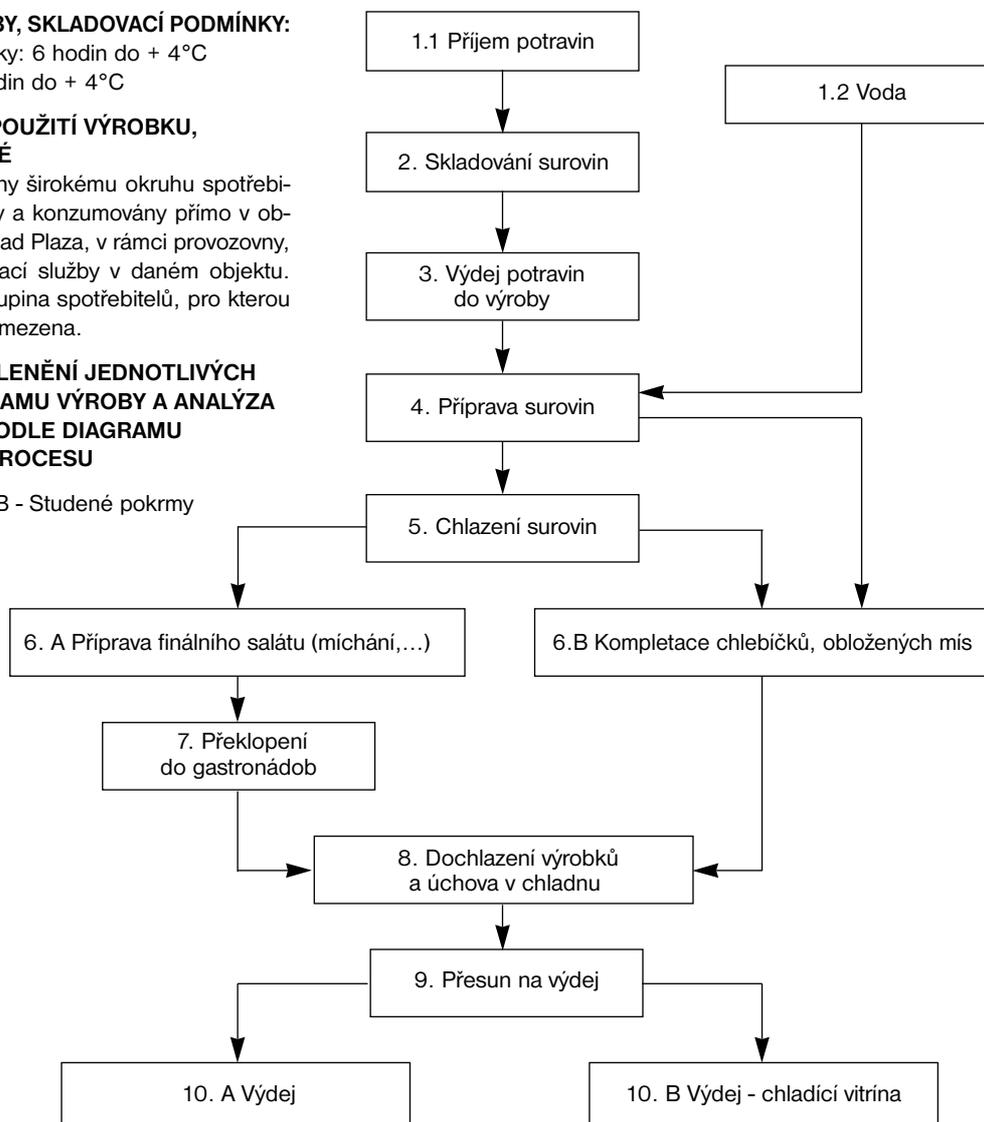 BY, SKLADOVACÍ PODMÍNKY:
ky: 6 hodin do + 4°C
din do + 4°C
POUŽITÍ VÝROBKU,
É
ny širokému okruhu spotřebi-
y a konzumovány přímo v ob-
ad Plaza, v rámci provozovny,
ací služby v daném objektu.
upina spotřebitelů, pro kterou
mezena.
LENĚNÍ JEDNOTLIVÝCH
AMU VÝROBY A ANALÝZA
ODLE DIAGRAMU
ROCESU
B - Studené pokrmy
1.1 Příjem potravin
1.2 Voda
2. Skladování surovin
3. Výdej potravin
do výroby
4. Příprava surovin
5. Chlazení surovin
6. A Příprava finálního salátu (míchání,...)
6.B Kompletace chlebíčků, obložených mís
7. Překlopení
do gastronádob
8. Dochlazení výrobků
a úchova v chladnu
9. Přesun na výdej
10. A Výdej
10. B Výdej - chladící vitrína